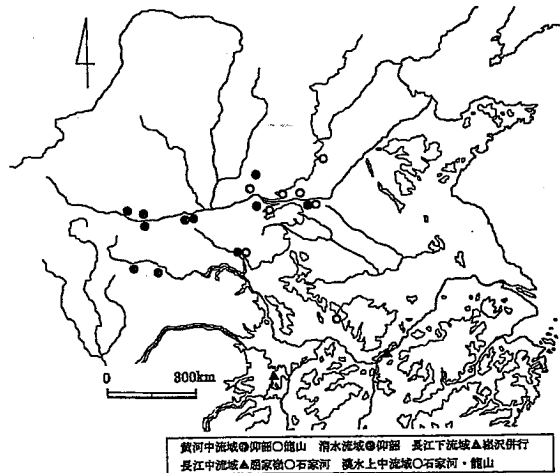 0 300km
黄河中流域●仰韶○龍山 渭水流域●仰韶 長江下流域▲崧沢併行
長江中流域▲屈家嶺○石家河 漢水上中流域○石家河・龍山